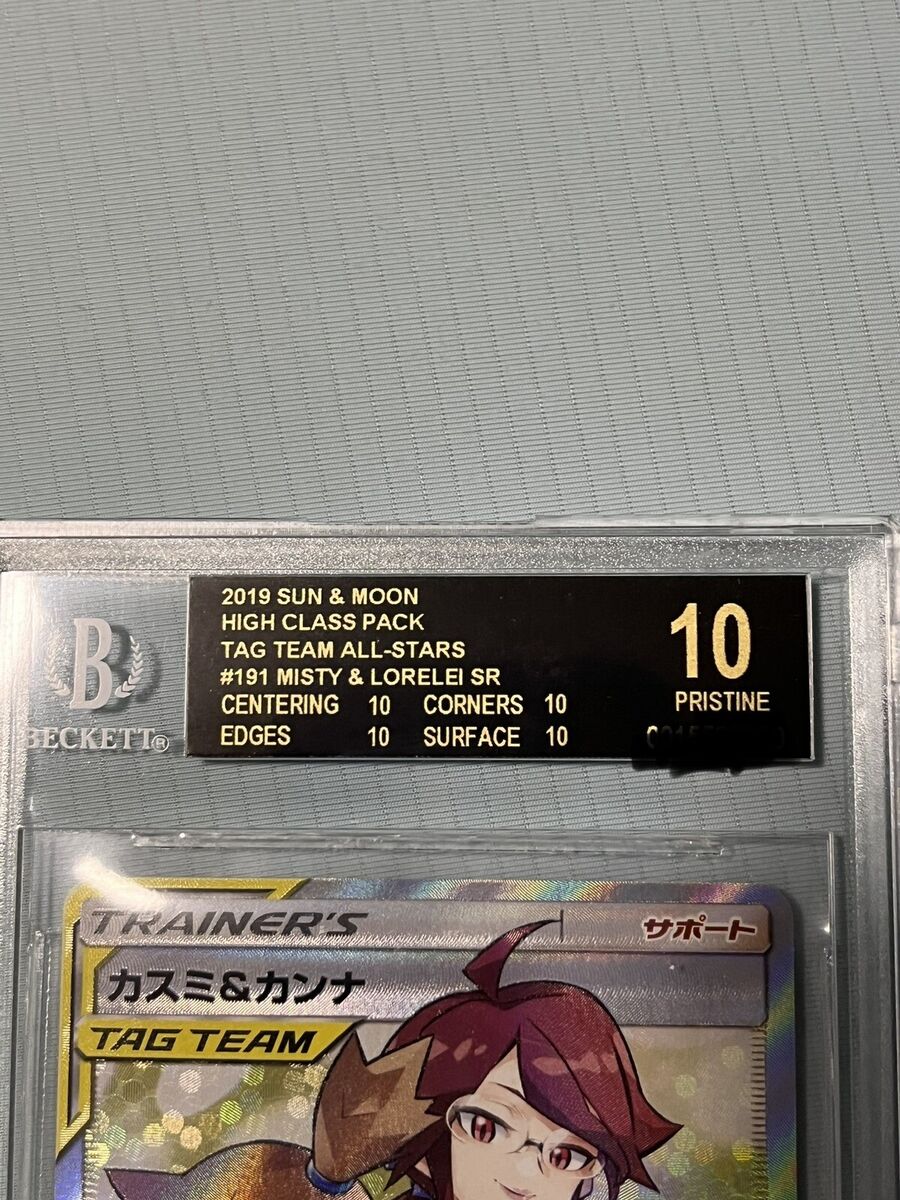 2019 SUN & MOON
HIGH CLASS PACK
TAG TEAM ALL-STARS
#191 MISTY & LORELEI SR
CENTERING 10 CORNERS 10
EDGES 10 SURFACE 10
10
PRISTINE
B
BECKETT®
TRAINER'S サポート
カスミ&カンナ
TAG TEAM